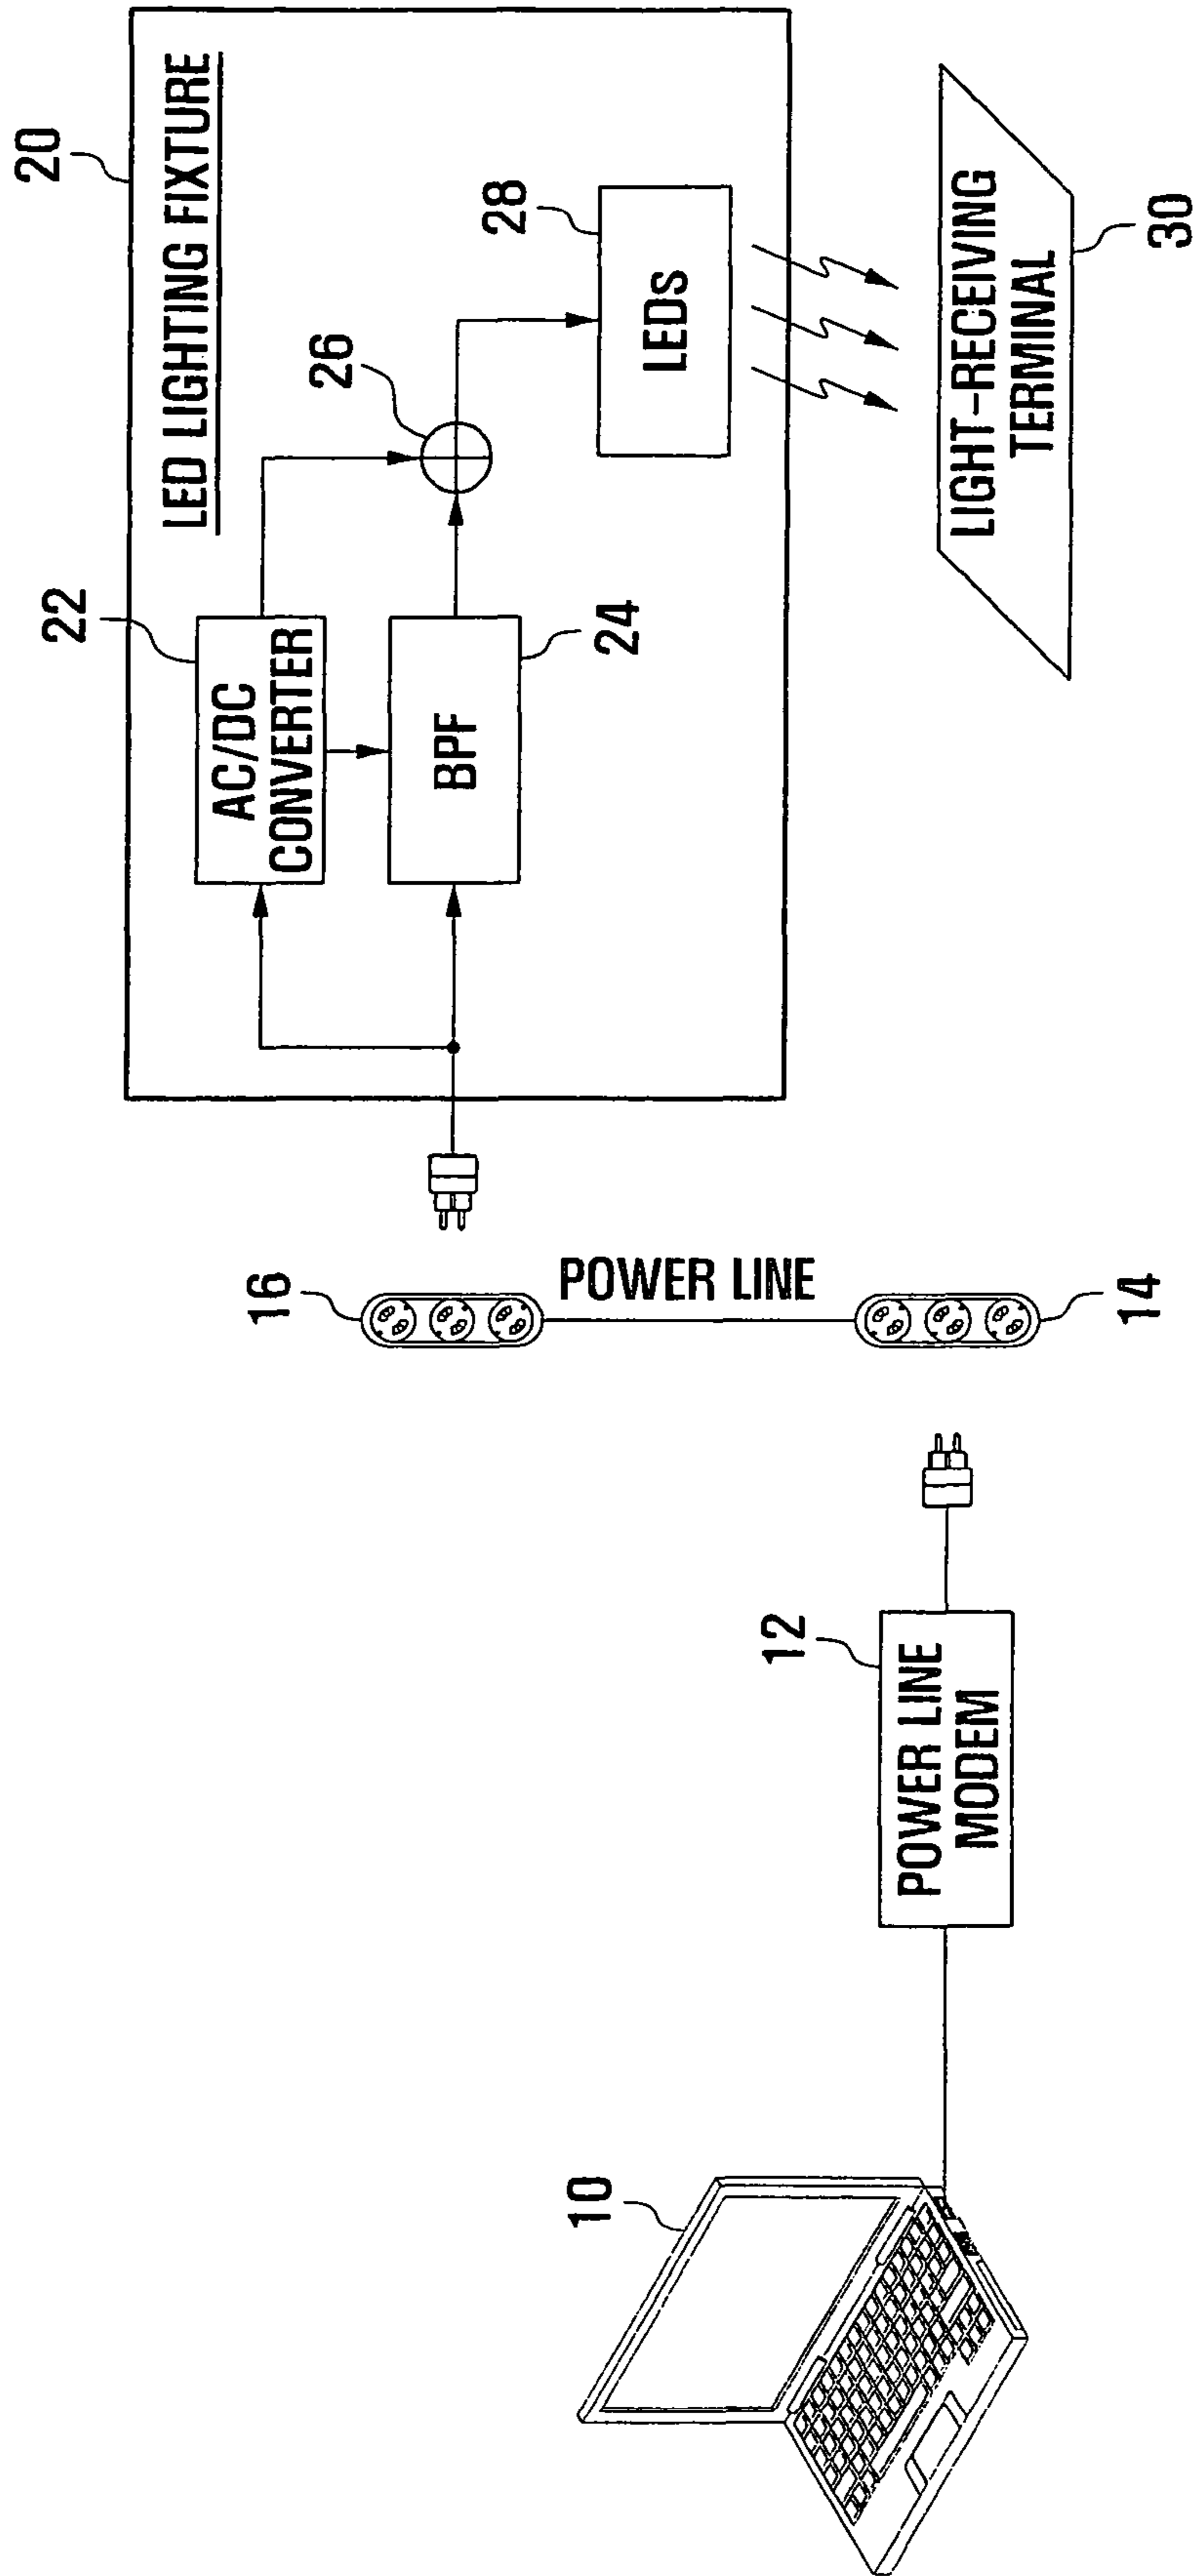 20
LED LIGHTING FIXTURE
22
AC/DC
CONVERTER
26
24
BPF
28
LEDs
16
POWER LINE
14
LIGHT-RECEIVING
TERMINAL
30
10
12
POWER LINE
MODEM